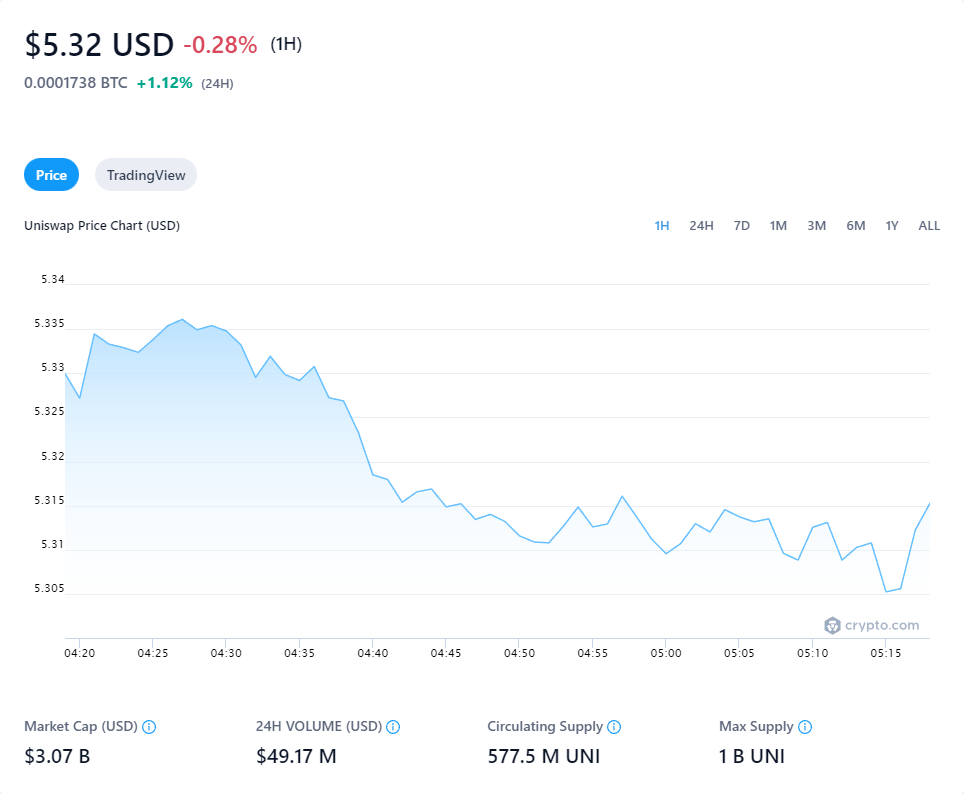 $5.32 USD -0.28% (1H)
0.0001738 BTC +1.12% (24H)
Price TradingView
Uniswap Price Chart (USD) 1H 24H 7D 1M 3M 6M 1Y ALL
5.34
5.335
5.33
5.325
5.32
5.315
5.31
5.305
crypto.com
04:20 04:25 04:30 04:35 04:40 04:45 04:50 04:55 05:00 05:05 05:10 05:15
Market Cap (USD) 24H VOLUME (USD) Circulating Supply Max Supply
$3.07 B $49.17 M 577.5 M UNI 1 B UNI